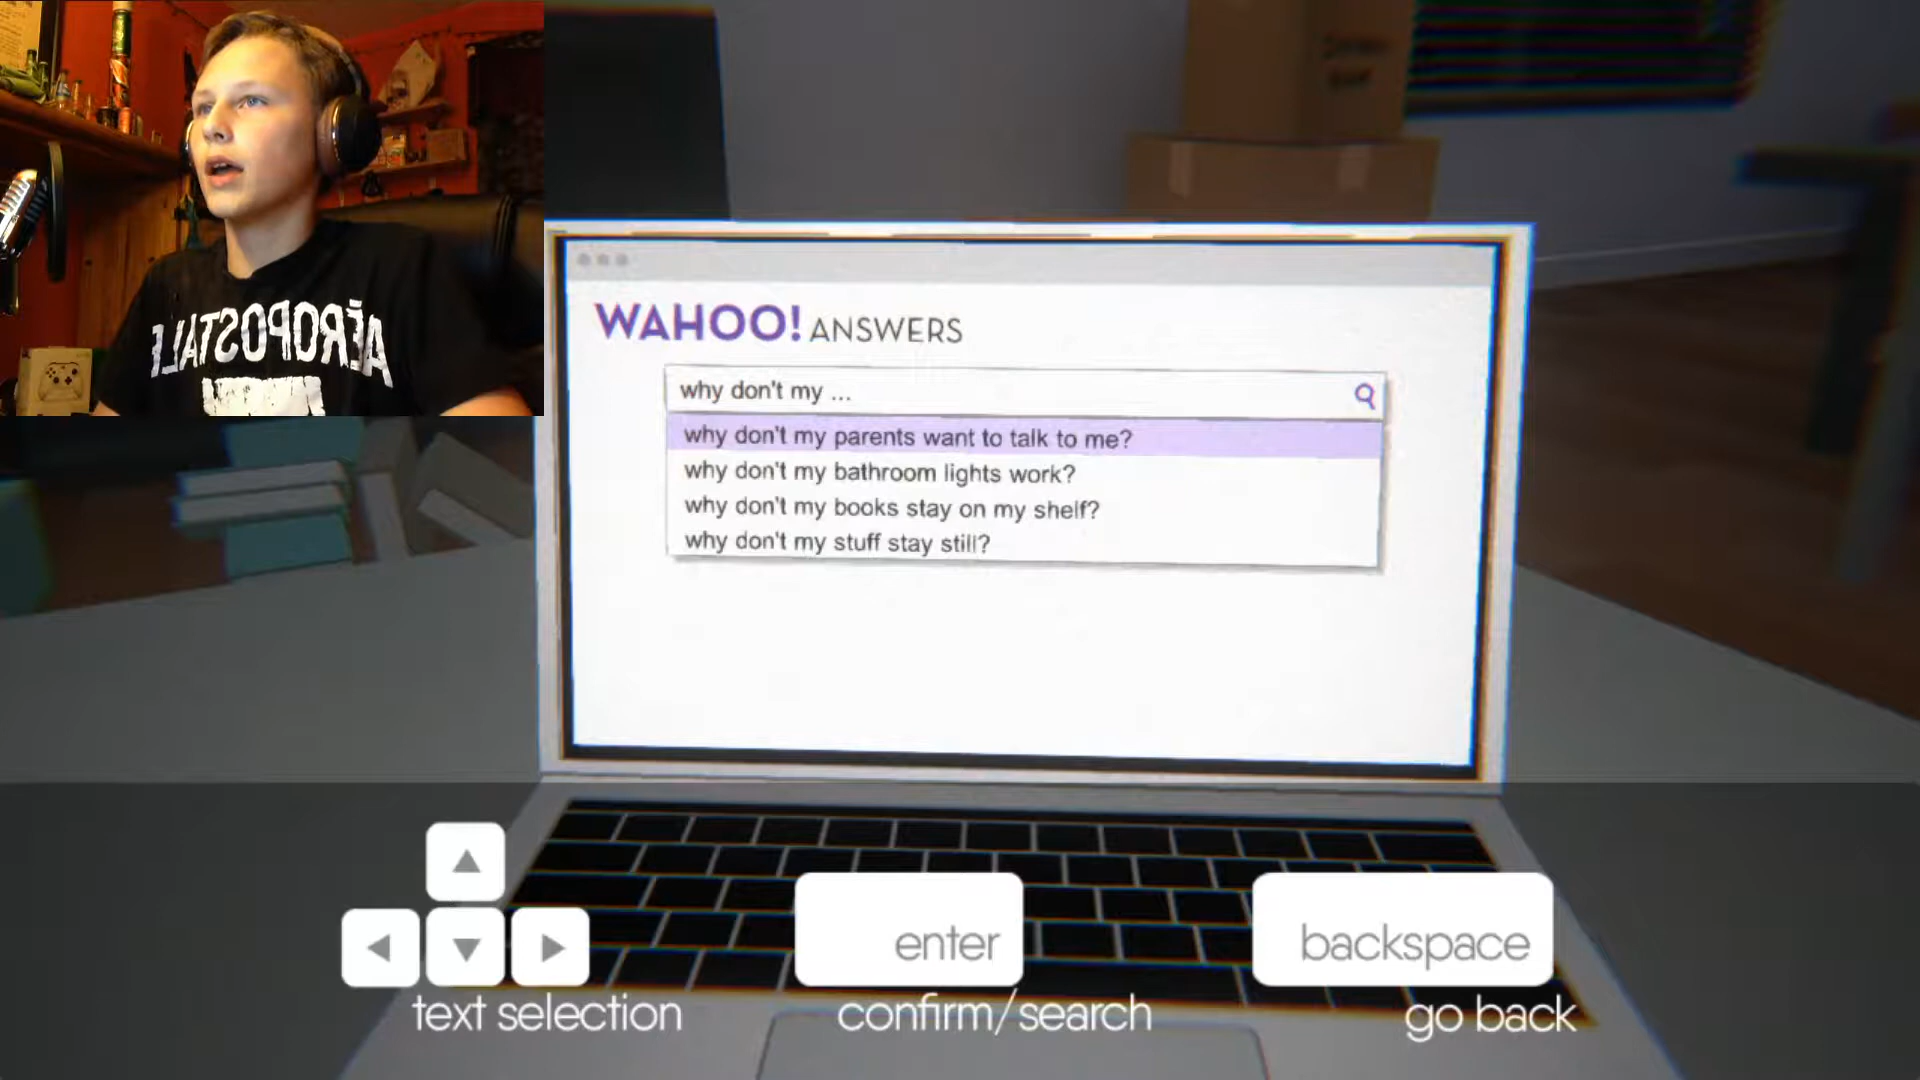 AÉROPOSTALE
WAHOO! ANSWERS
why don't my ...
why don't my parents want to talk to me?
why don't my bathroom lights work?
why don't my books stay on my shelf?
why don't my stuff stay still?
enter
backspace
text selection
confirm/search
go back